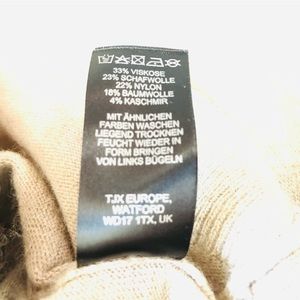 33% VISKOSE
23% SCHAFWOLLE
22% NYLON
18% BAUMWOLLE
4% KASCHMIR
MIT ÄHNLICHEN
FARBEN WASCHEN
LIEGEND TROCKNEN
FEUCHT WIEDER IN
FORM BRINGEN
VON LINKS BÜGELN
TJX EUROPE,
WATFORD
WD17 1TX, UK